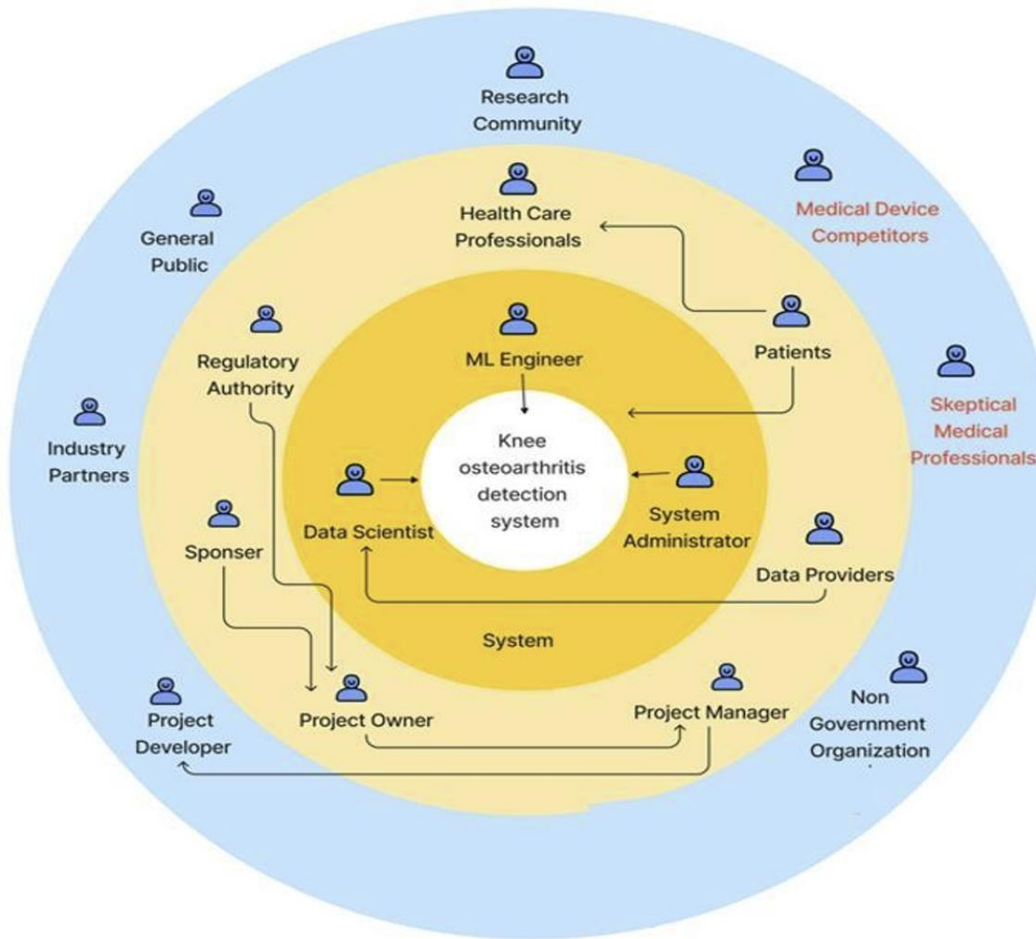 Research
Community
Health Care
Professionals
Medical Device
Competitors
General
Public
ML Engineer
Patients
Regulatory
Authority
Skeptical
Medical
Professionals
Industry
Partners
Knee
osteoarthritis
detection
system
Data Scientist
System
Administrator
Sponser
Data Providers
System
Project
Developer
Project Owner
Project Manager
Non
Government
Organization